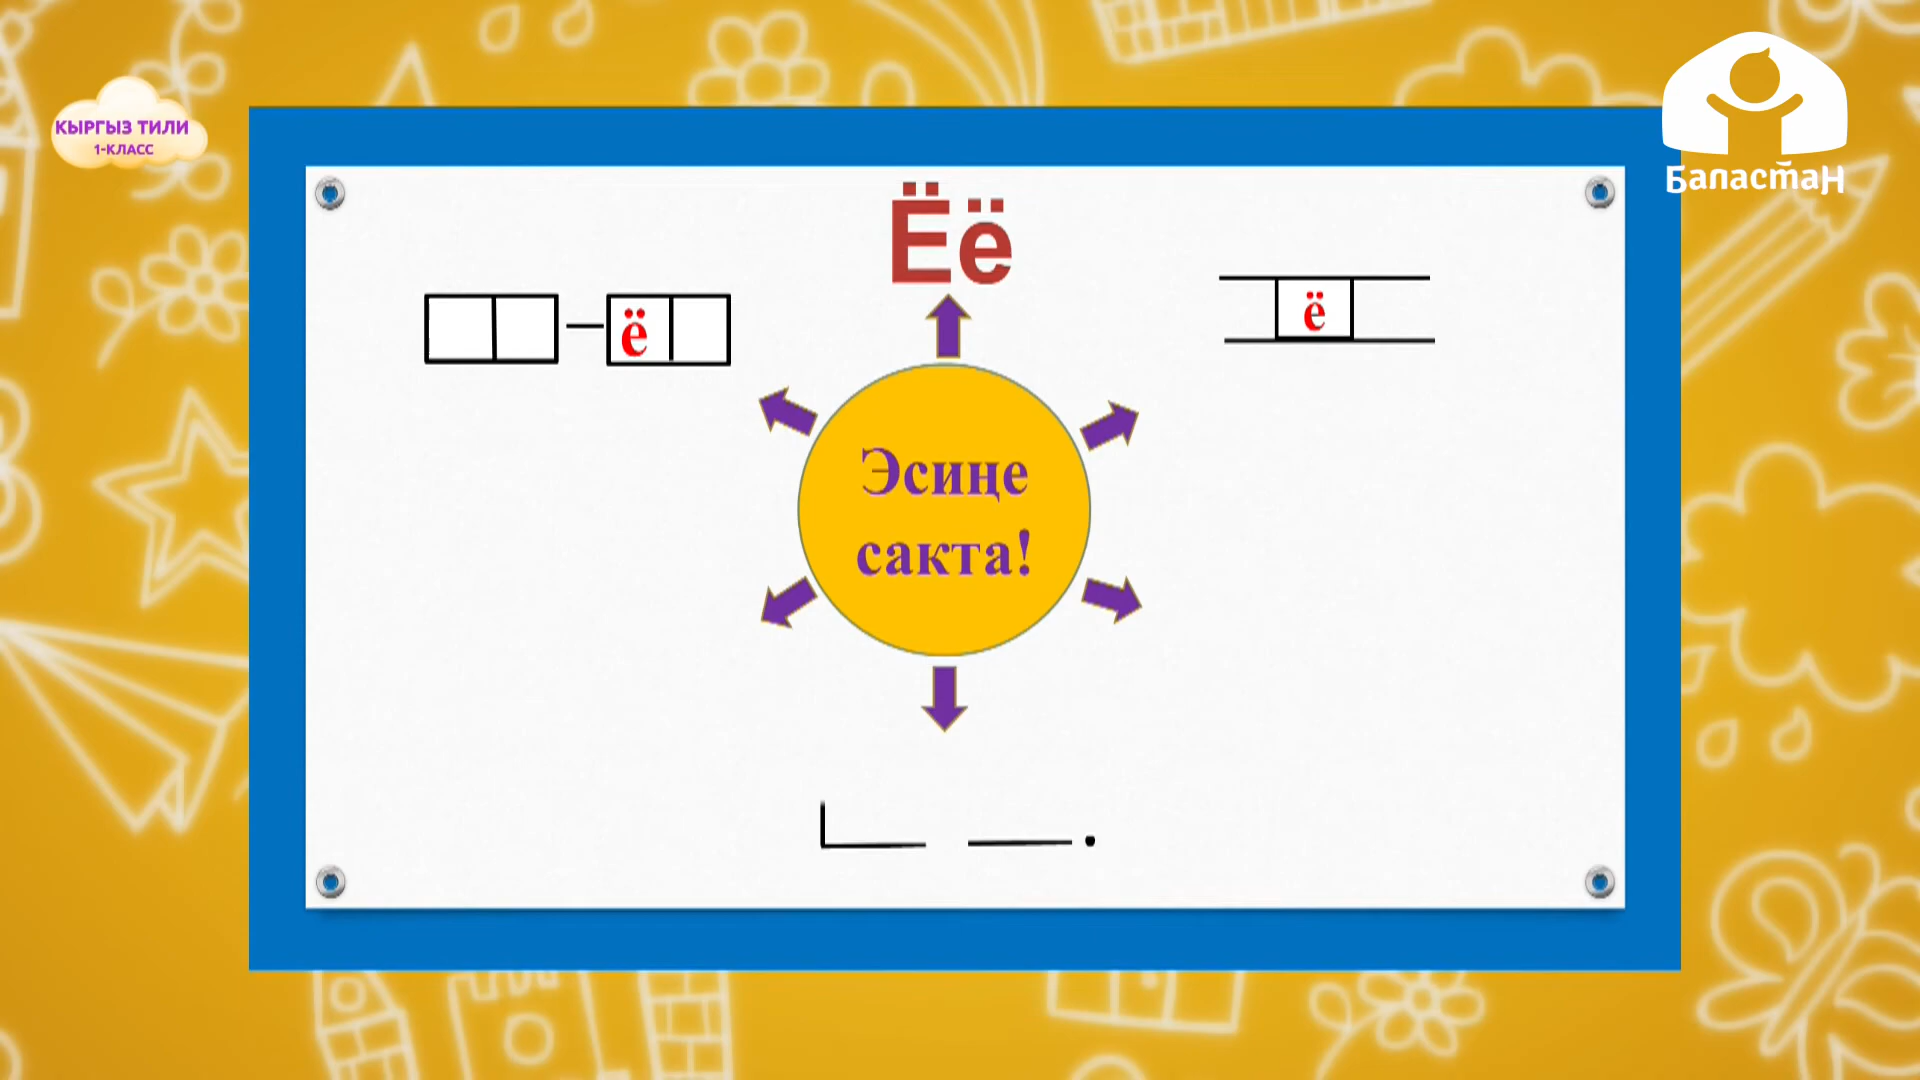 КЫРГЫЗ ТИЛИ
1-КЛАСС
Баластан
Ёё
ё
ё
Эсиңе
сакта!